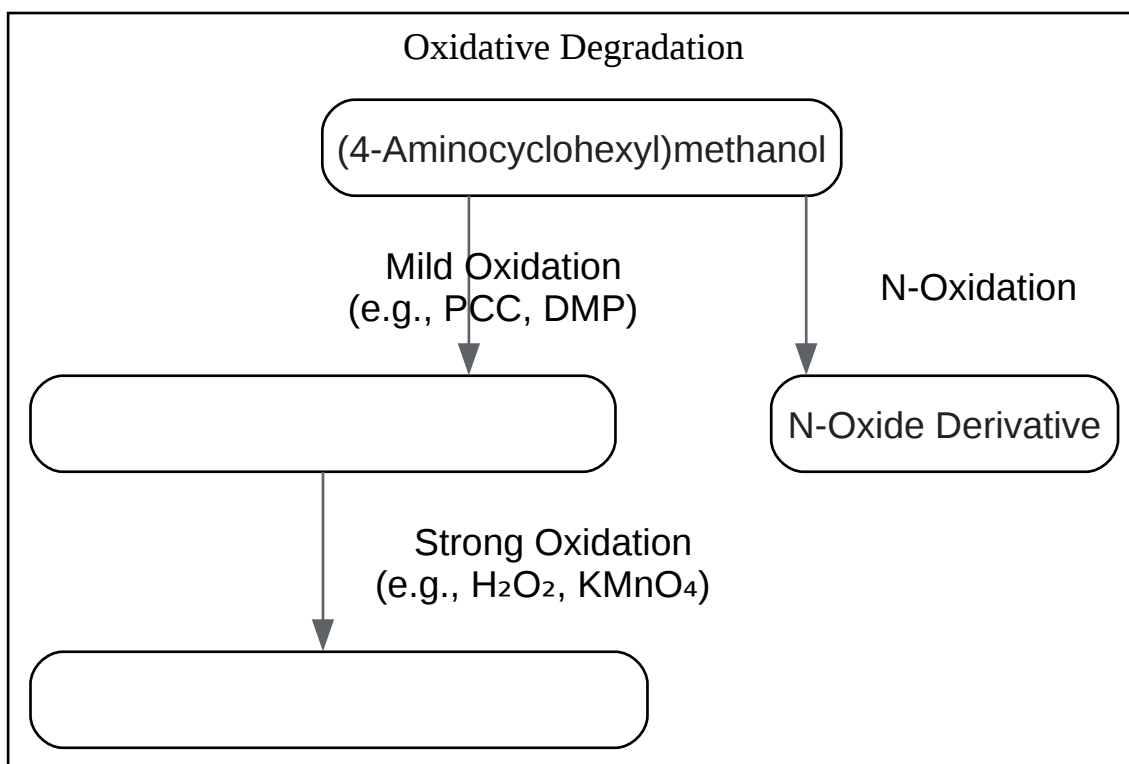 Oxidative Degradation
(4-Aminocyclohexyl)methanol
Mild Oxidation
(e.g., PCC, DMP)
N-Oxidation
N-Oxide Derivative
Strong Oxidation
(e.g., H₂O₂, KMnO₄)